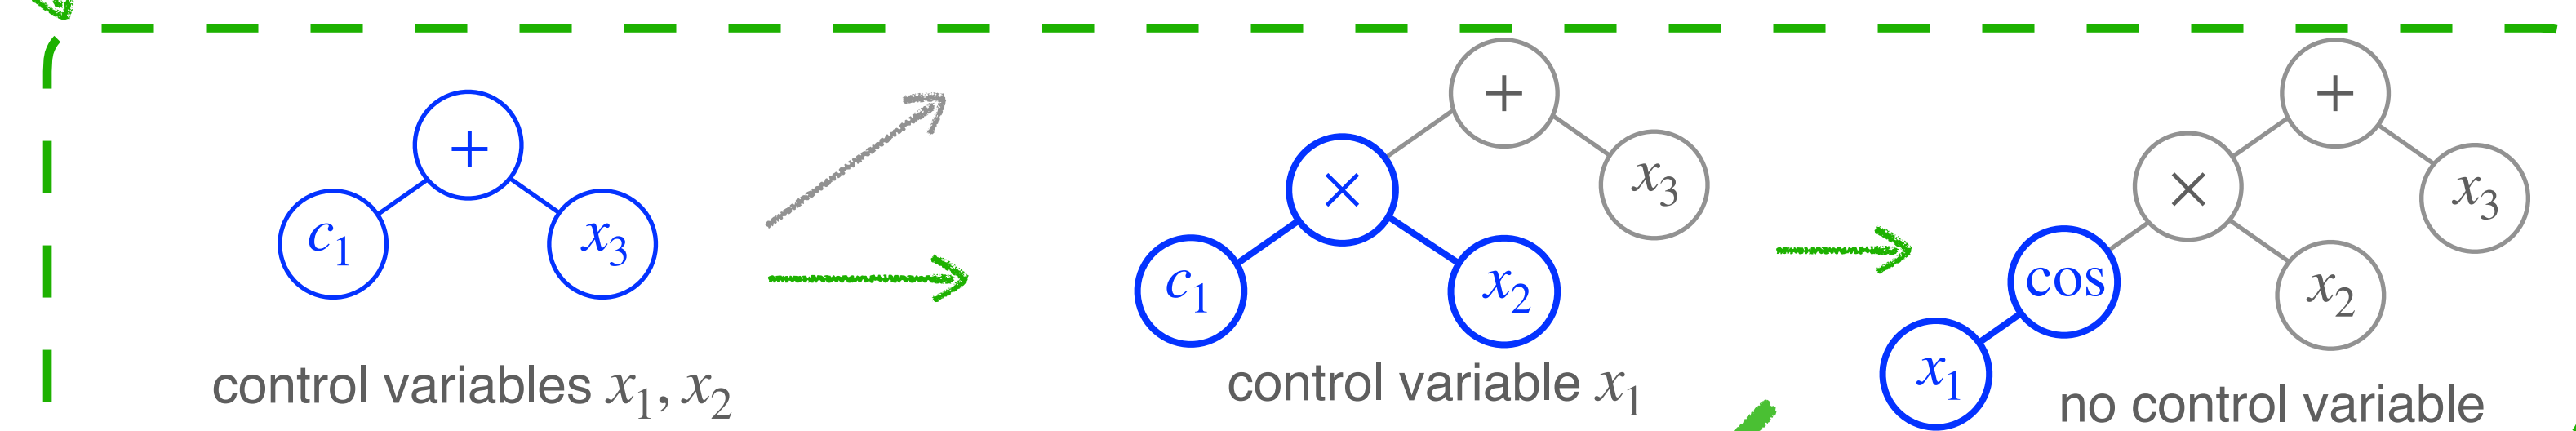 +
c₁
x₃
control variables x₁, x₂
+
×
x₃
c₁
x₂
control variable x₁
+
×
x₃
cos
x₂
x₁
no control variable